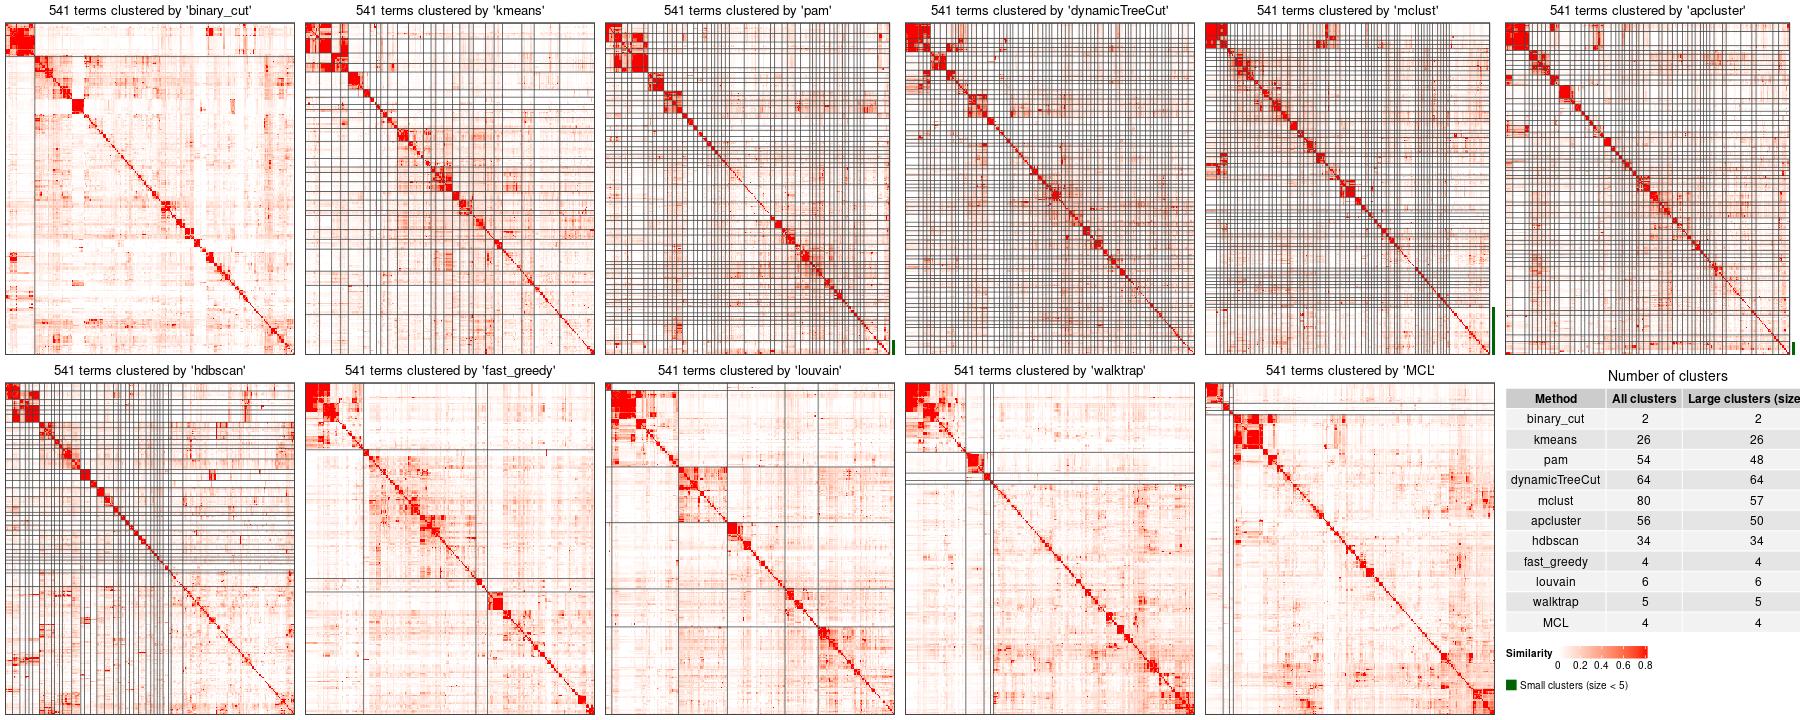 541 terms clustered by 'binary_cut'
541 terms clustered by 'kmeans'
541 terms clustered by 'pam'
541 terms clustered by 'dynamicTreeCut'
541 terms clustered by 'mclust'
541 terms clustered by 'apcluster'
541 terms clustered by 'hdbscan'
541 terms clustered by 'fast_greedy'
541 terms clustered by 'louvain'
541 terms clustered by 'walktrap'
541 terms clustered by 'MCL'
Number of clusters
Method All clusters Large clusters (size
binary_cut 2 2
kmeans 26 26
pam 54 48
dynamicTreeCut 64 64
mclust 80 57
apcluster 56 50
hdbscan 34 34
fast_greedy 4 4
louvain 6 6
walktrap 5 5
MCL 4 4
Similarity
0 0.2 0.4 0.6 0.8
Small clusters (size < 5)